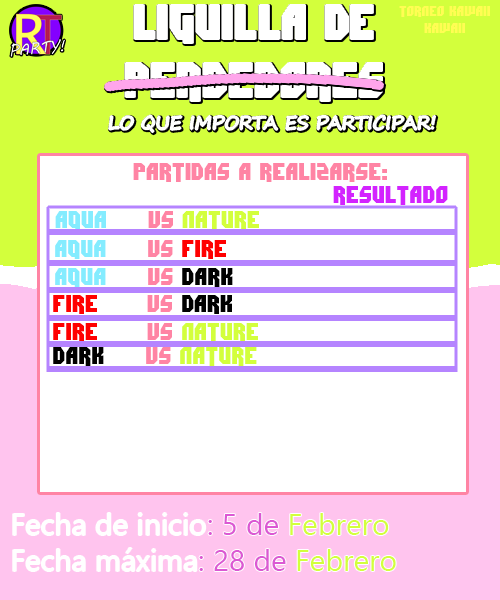 RT
PARTY!
TORNEO KAWAII
KAWAII
LIGUILLA DE
PERDEDORES
LO QUE IMPORTA ES PARTICIPAR!
PARTIDAS A REALIZARSE:
RESULTADO
AQUA VS NATURE
AQUA VS FIRE
AQUA VS DARK
FIRE VS DARK
FIRE VS NATURE
DARK VS NATURE
Fecha de inicio: 5 de Febrero
Fecha máxima: 28 de Febrero